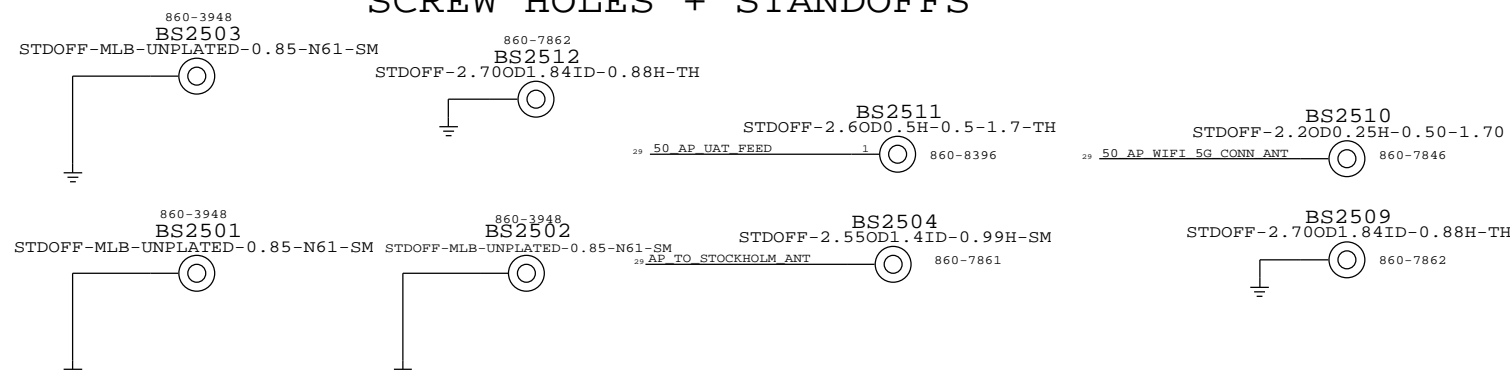 SCREW HOLES + STANDOFFS
860-3948
BS2503
STDOFF-MLB-UNPLATED-0.85-N61-SM
860-7862
BS2512
STDOFF-2.70OD1.84ID-0.88H-TH
BS2511
STDOFF-2.6OD0.5H-0.5-1.7-TH
29 50_AP_UAT_FEED 1 860-8396
BS2510
STDOFF-2.2OD0.25H-0.50-1.70
29 50_AP_WIFI_5G_CONN_ANT 860-7846
860-3948
BS2501
STDOFF-MLB-UNPLATED-0.85-N61-SM
860-3948
BS2502
STDOFF-MLB-UNPLATED-0.85-N61-SM
BS2504
STDOFF-2.55OD1.4ID-0.99H-SM
29 AP_TO_STOCKHOLM_ANT 860-7861
BS2509
STDOFF-2.70OD1.84ID-0.88H-TH
860-7862